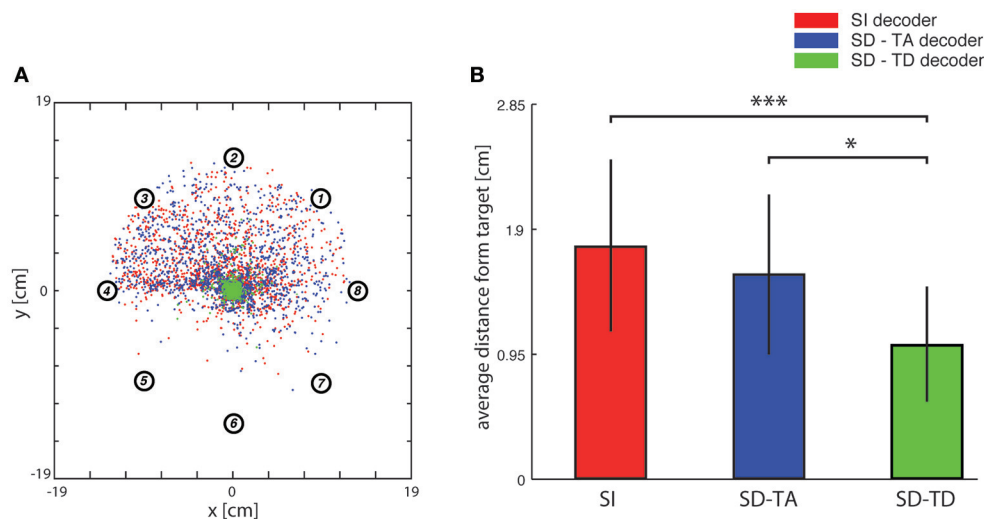 SI decoder
SD - TA decoder
SD - TD decoder
A
19
2
3
1
y [cm]
0
4
8
5
7
6
-19
-19
0
19
x [cm]
B
average distance form target [cm]
2.85
***
*
1.9
0.95
0
SI
SD-TA
SD-TD